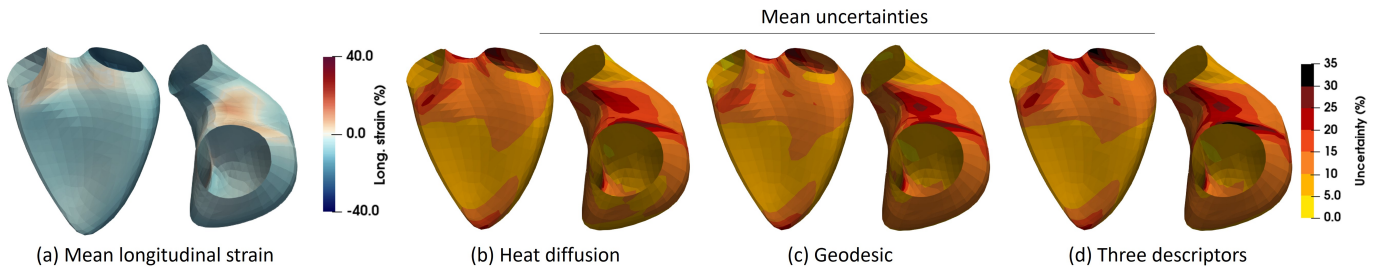 Mean uncertainties
40.0
0.0
-40.0
Long. strain (%)
35
30
25
20
15
10
5.0
0.0
Uncertainty (%)
(a) Mean longitudinal strain
(b) Heat diffusion
(c) Geodesic
(d) Three descriptors